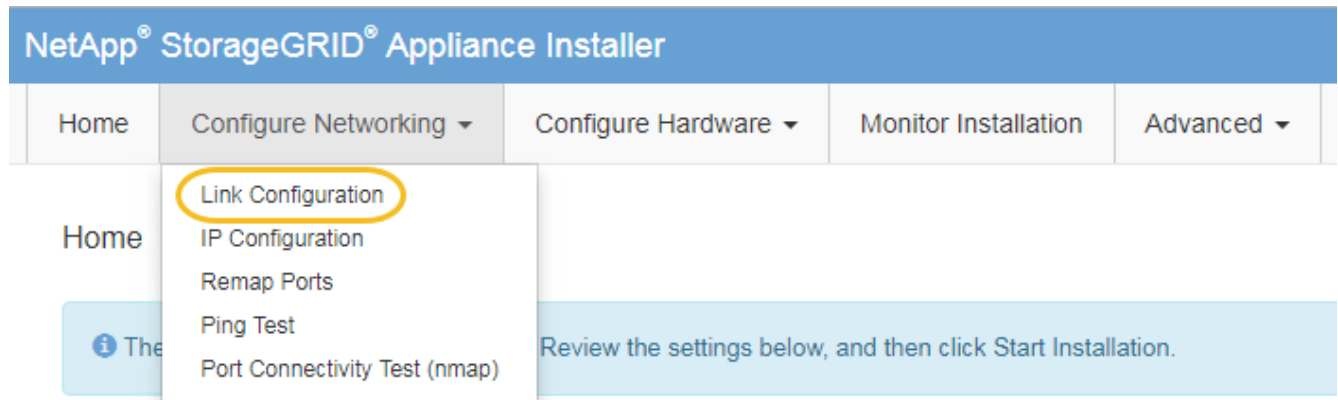 NetApp® StorageGRID® Appliance Installer
Home Configure Networking Configure Hardware Monitor Installation Advanced
Link Configuration
Home IP Configuration
Remap Ports
Ping Test
The Review the settings below, and then click Start Installation.
Port Connectivity Test (nmap)